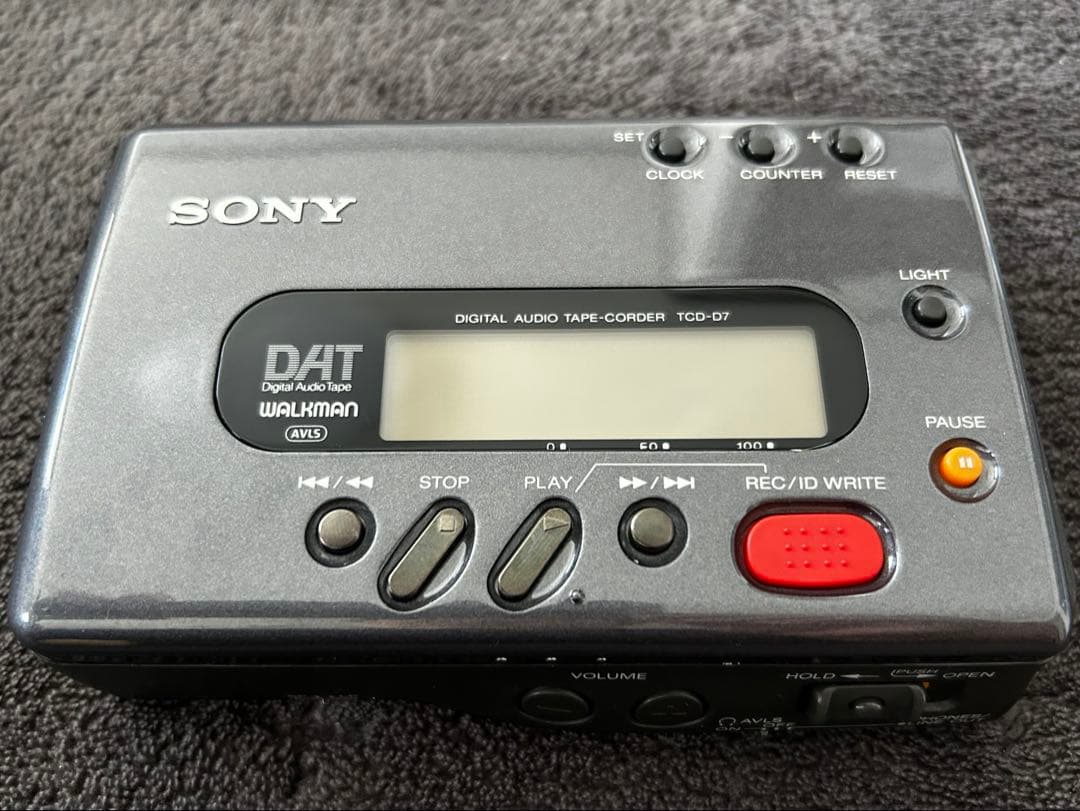 SET - +
CLOCK COUNTER RESET
SONY
LIGHT
DIGITAL AUDIO TAPE-CORDER TCD-D7
DAT
Digital Audio Tape
WALKMAN
AVLS
0 50 100
PAUSE
STOP PLAY REC/ID WRITE
VOLUME HOLD PUSH OPEN
AVLS